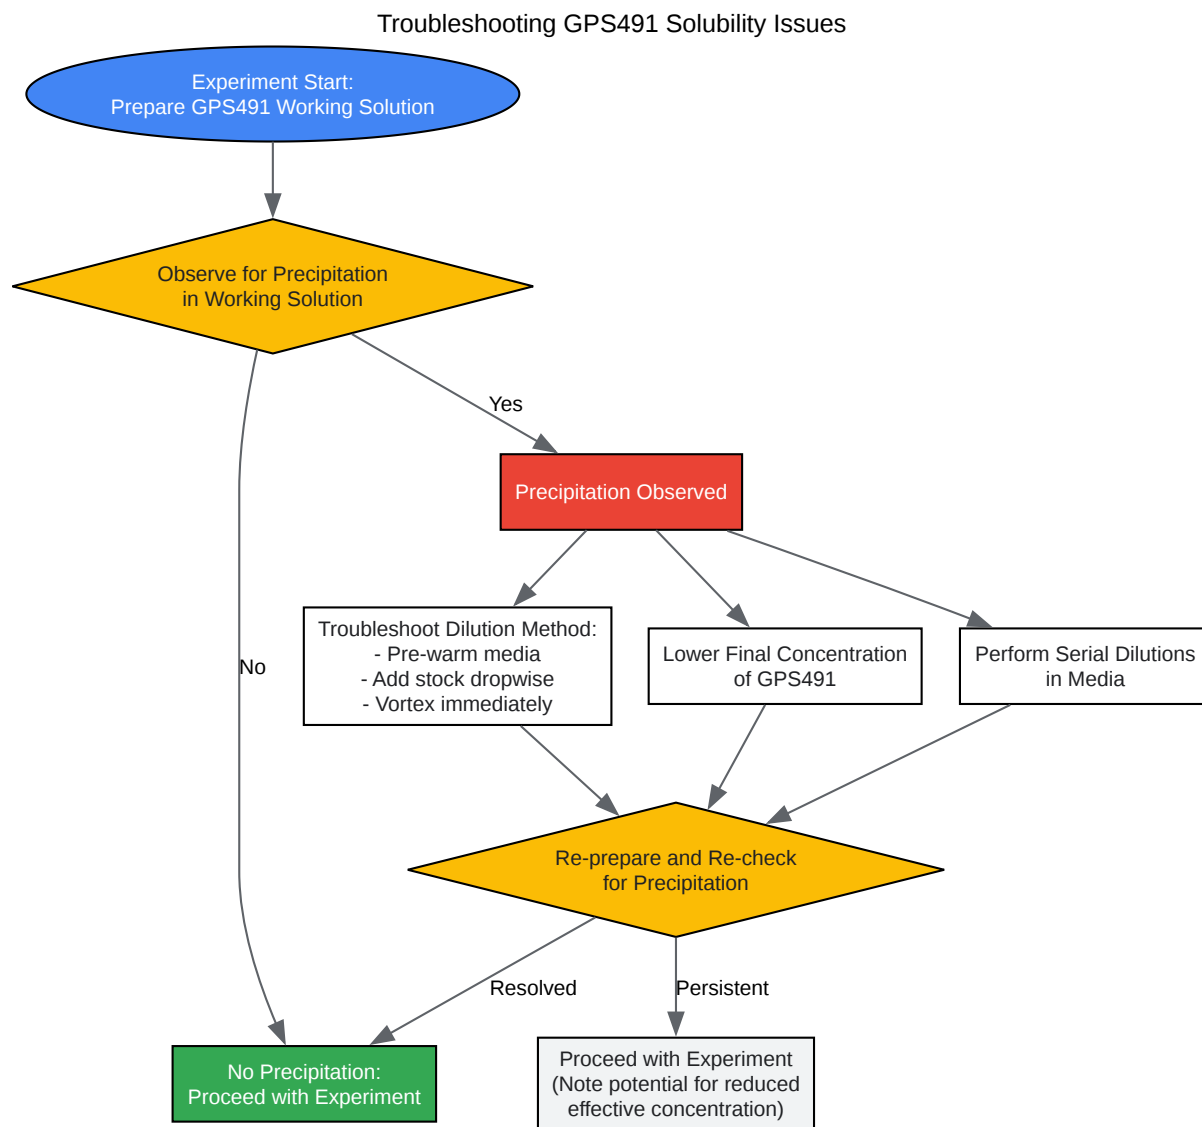 Troubleshooting GPS491 Solubility Issues
Experiment Start:
Prepare GPS491 Working Solution
Observe for Precipitation
in Working Solution
Yes
Precipitation Observed
Troubleshoot Dilution Method:
- Pre-warm media
- Add stock dropwise
- Vortex immediately
Lower Final Concentration
of GPS491
Perform Serial Dilutions
in Media
No
Re-prepare and Re-check
for Precipitation
Resolved
Persistent
No Precipitation:
Proceed with Experiment
Proceed with Experiment
(Note potential for reduced
effective concentration)